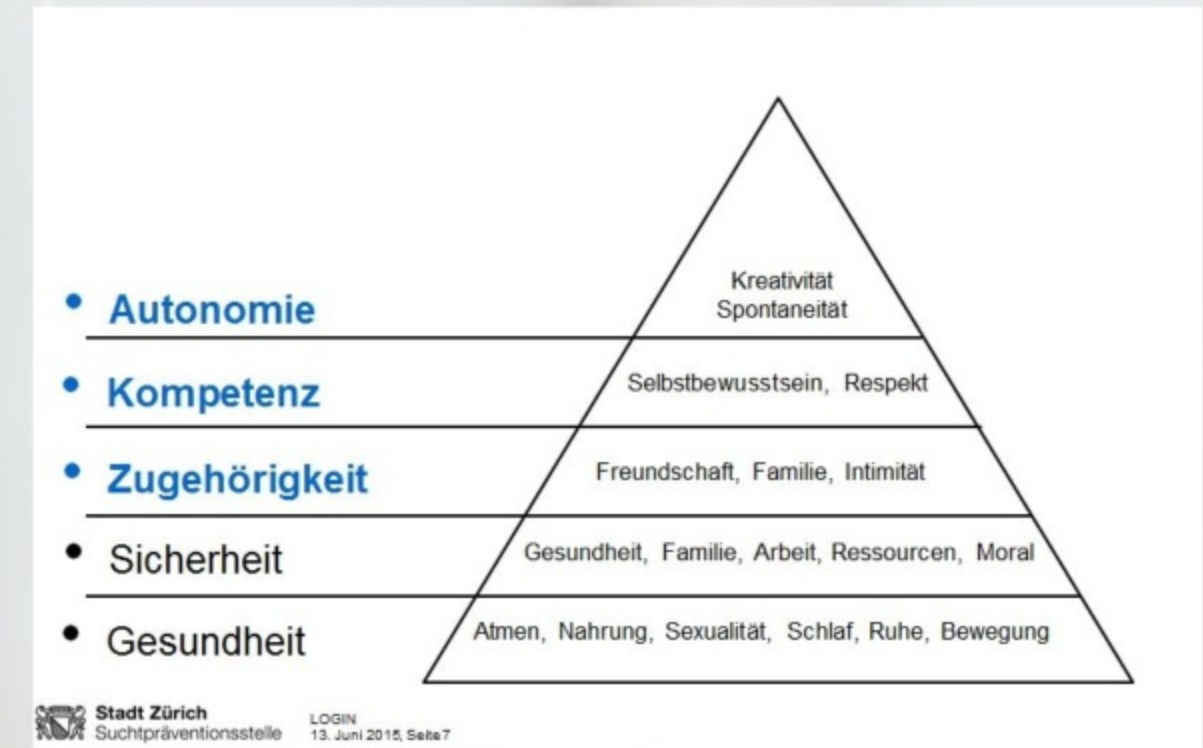 Kreativität
Spontaneität
Autonomie
Selbstbewusstsein, Respekt
Kompetenz
Freundschaft, Familie, Intimität
Zugehörigkeit
Gesundheit, Familie, Arbeit, Ressourcen, Moral
Sicherheit
Atmen, Nahrung, Sexualität, Schlaf, Ruhe, Bewegung
Gesundheit
Stadt Zürich
Suchtpräventionsstelle
LOGIN
13. Juni 2015, Seite 7